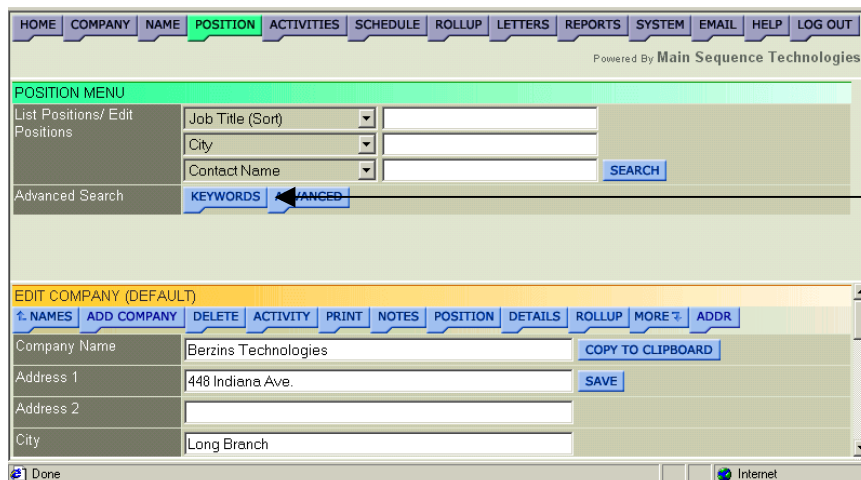 HOME COMPANY NAME POSITION ACTIVITIES SCHEDULE ROLLUP LETTERS REPORTS SYSTEM EMAIL HELP LOG OUT
Powered By Main Sequence Technologies
POSITION MENU
List Positions/ Edit Positions
Job Title (Sort)
City
Contact Name SEARCH
Advanced Search KEYWORDS ADVANCED
EDIT COMPANY (DEFAULT)
NAMES ADD COMPANY DELETE ACTIVITY PRINT NOTES POSITION DETAILS ROLLUP MORE ADDR
Company Name Berzins Technologies COPY TO CLIPBOARD
Address 1 448 Indiana Ave. SAVE
Address 2
City Long Branch
Done Internet